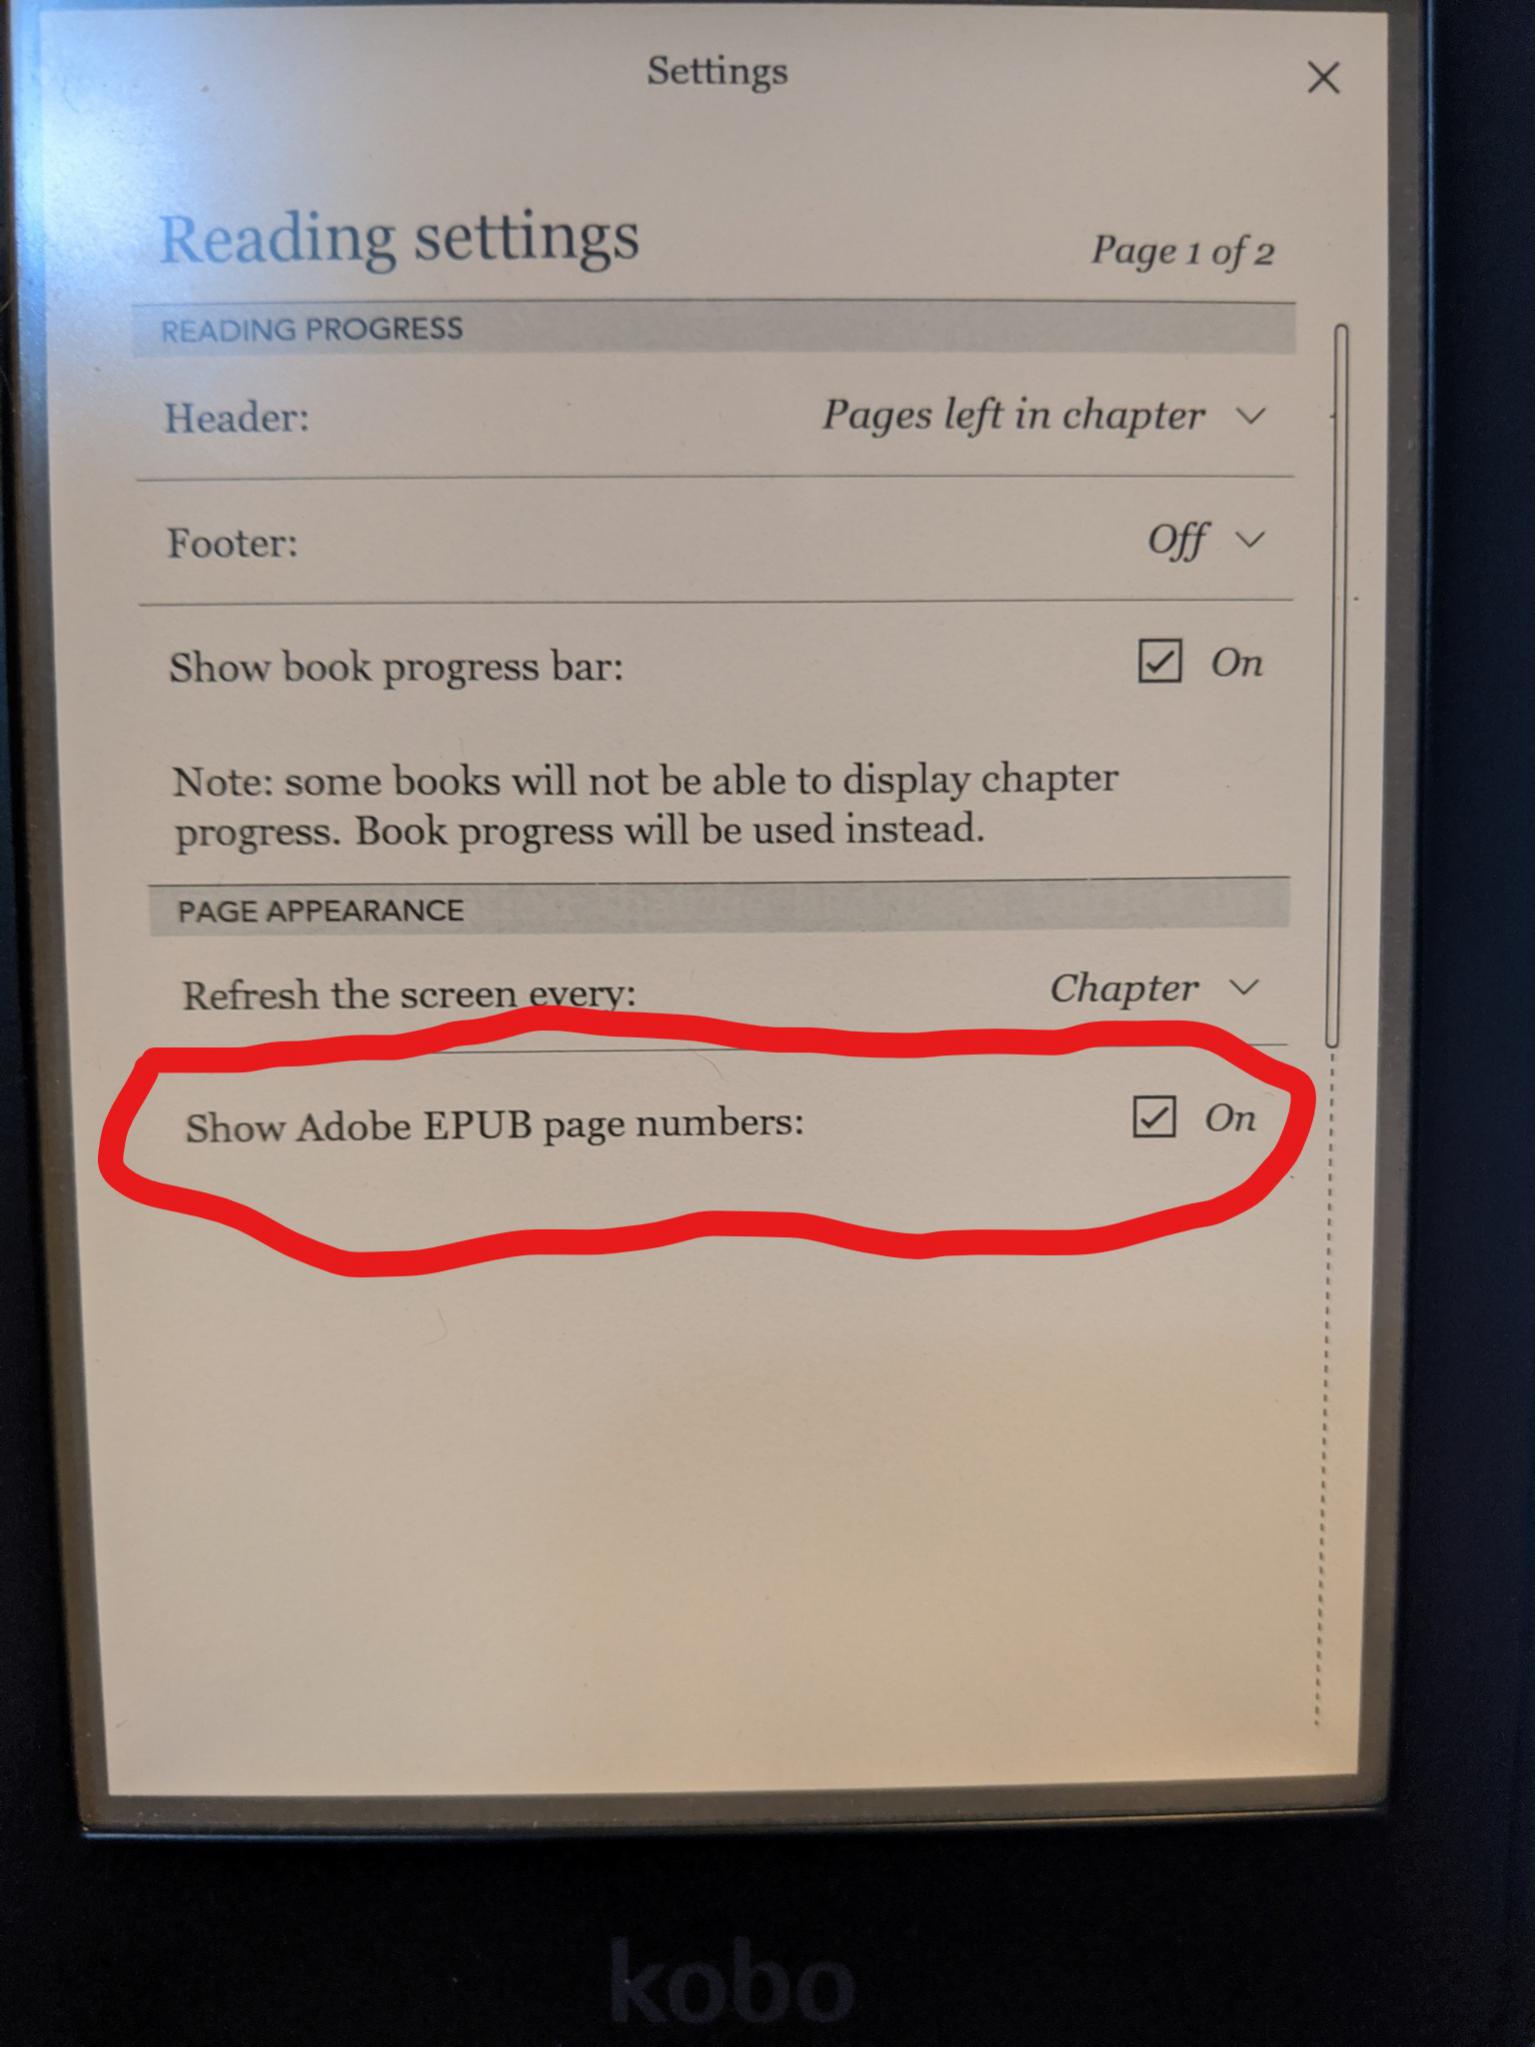 Settings
Reading settings
Page 1 of 2
READING PROGRESS
Header: Pages left in chapter
Footer: Off
Show book progress bar: On
Note: some books will not be able to display chapter
progress. Book progress will be used instead.
PAGE APPEARANCE
Refresh the screen every: Chapter
Show Adobe EPUB page numbers: On
kobo